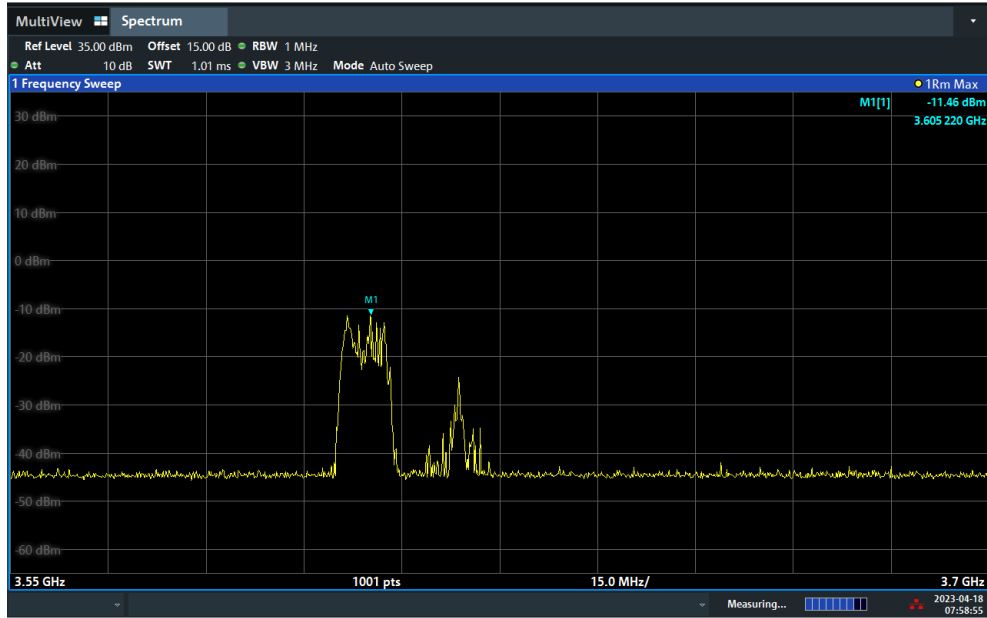 MultiView Spectrum
Ref Level 35.00 dBm Offset 15.00 dB RBW 1 MHz
Att 10 dB SWT 1.01 ms VBW 3 MHz Mode Auto Sweep
1 Frequency Sweep 1Rm Max
M1[1] -11.46 dBm
3.605 220 GHz
30 dBm
20 dBm
10 dBm
0 dBm
M1
-10 dBm
-20 dBm
-30 dBm
-40 dBm
-50 dBm
-60 dBm
3.55 GHz 1001 pts 15.0 MHz/ 3.7 GHz
Measuring... 2023-04-18
07:58:55